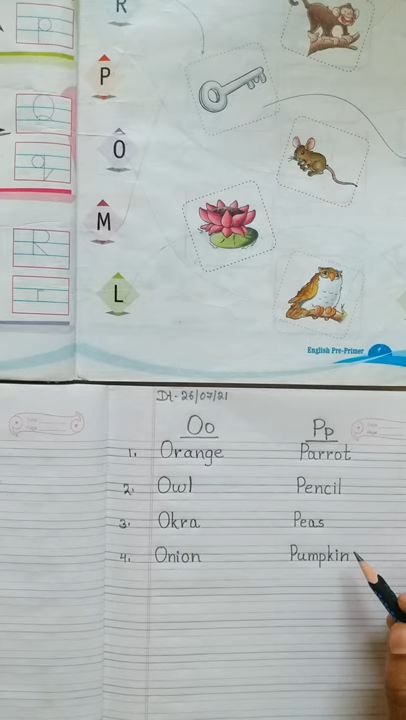 R
P
O
M
L
English Pre-Primer
Dt - 26/07/21
Oo Pp
1. Orange Parrot
2. Owl Pencil
3. Okra Peas
4. Onion Pumpkin